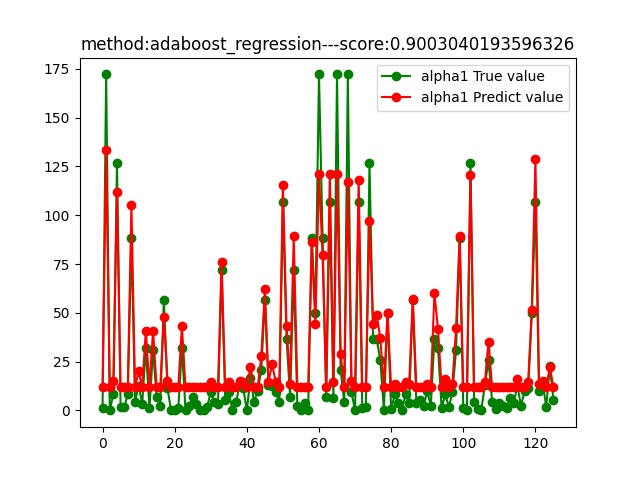 method:adaboost_regression---score:0.9003040193596326
alpha1 True value
alpha1 Predict value
175
150
125
100
75
50
25
0
0 20 40 60 80 100 120